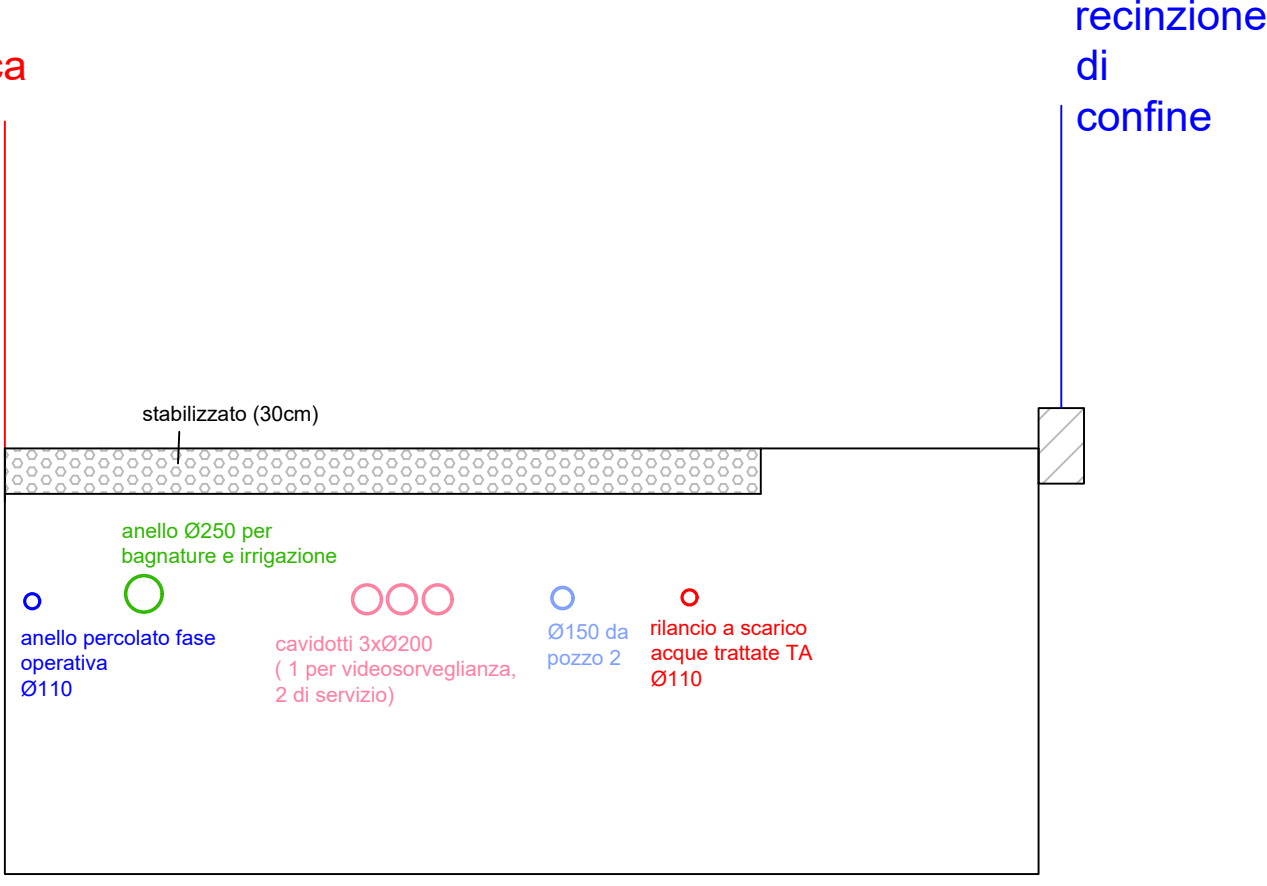 recinzione
di
confine
stabilizzato (30cm)
anello Ø250 per
bagnature e irrigazione
anello percolato fase
operativa
Ø110
cavidotti 3xØ200
( 1 per videosorveglianza,
2 di servizio)
Ø150 da
pozzo 2
rilancio a scarico
acque trattate TA
Ø110